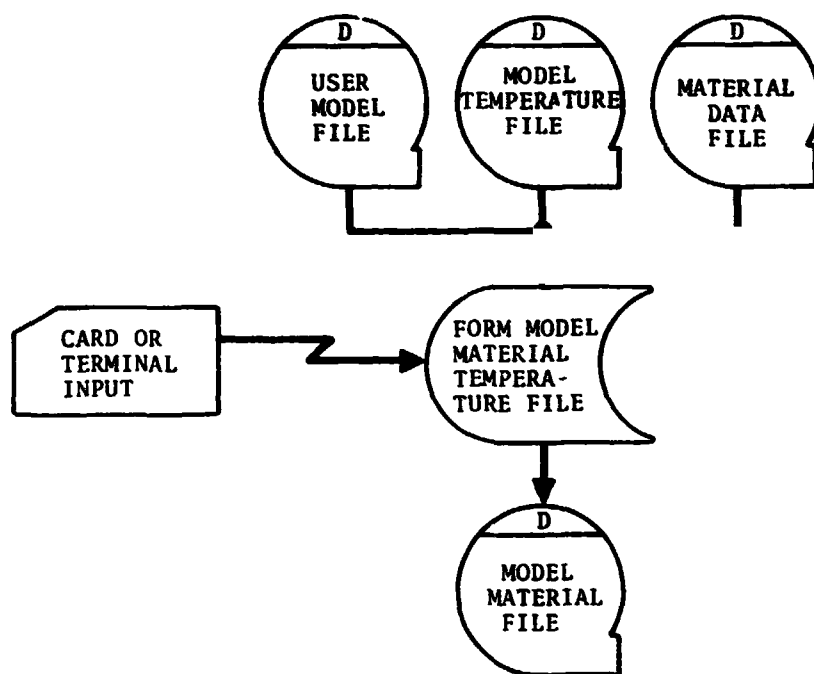 D
USER
MODEL
FILE
D
MODEL
TEMPERATURE
FILE
D
MATERIAL
DATA
FILE
CARD OR
TERMINAL
INPUT
FORM MODEL
MATERIAL
TEMPERA-
TURE FILE
D
MODEL
MATERIAL
FILE